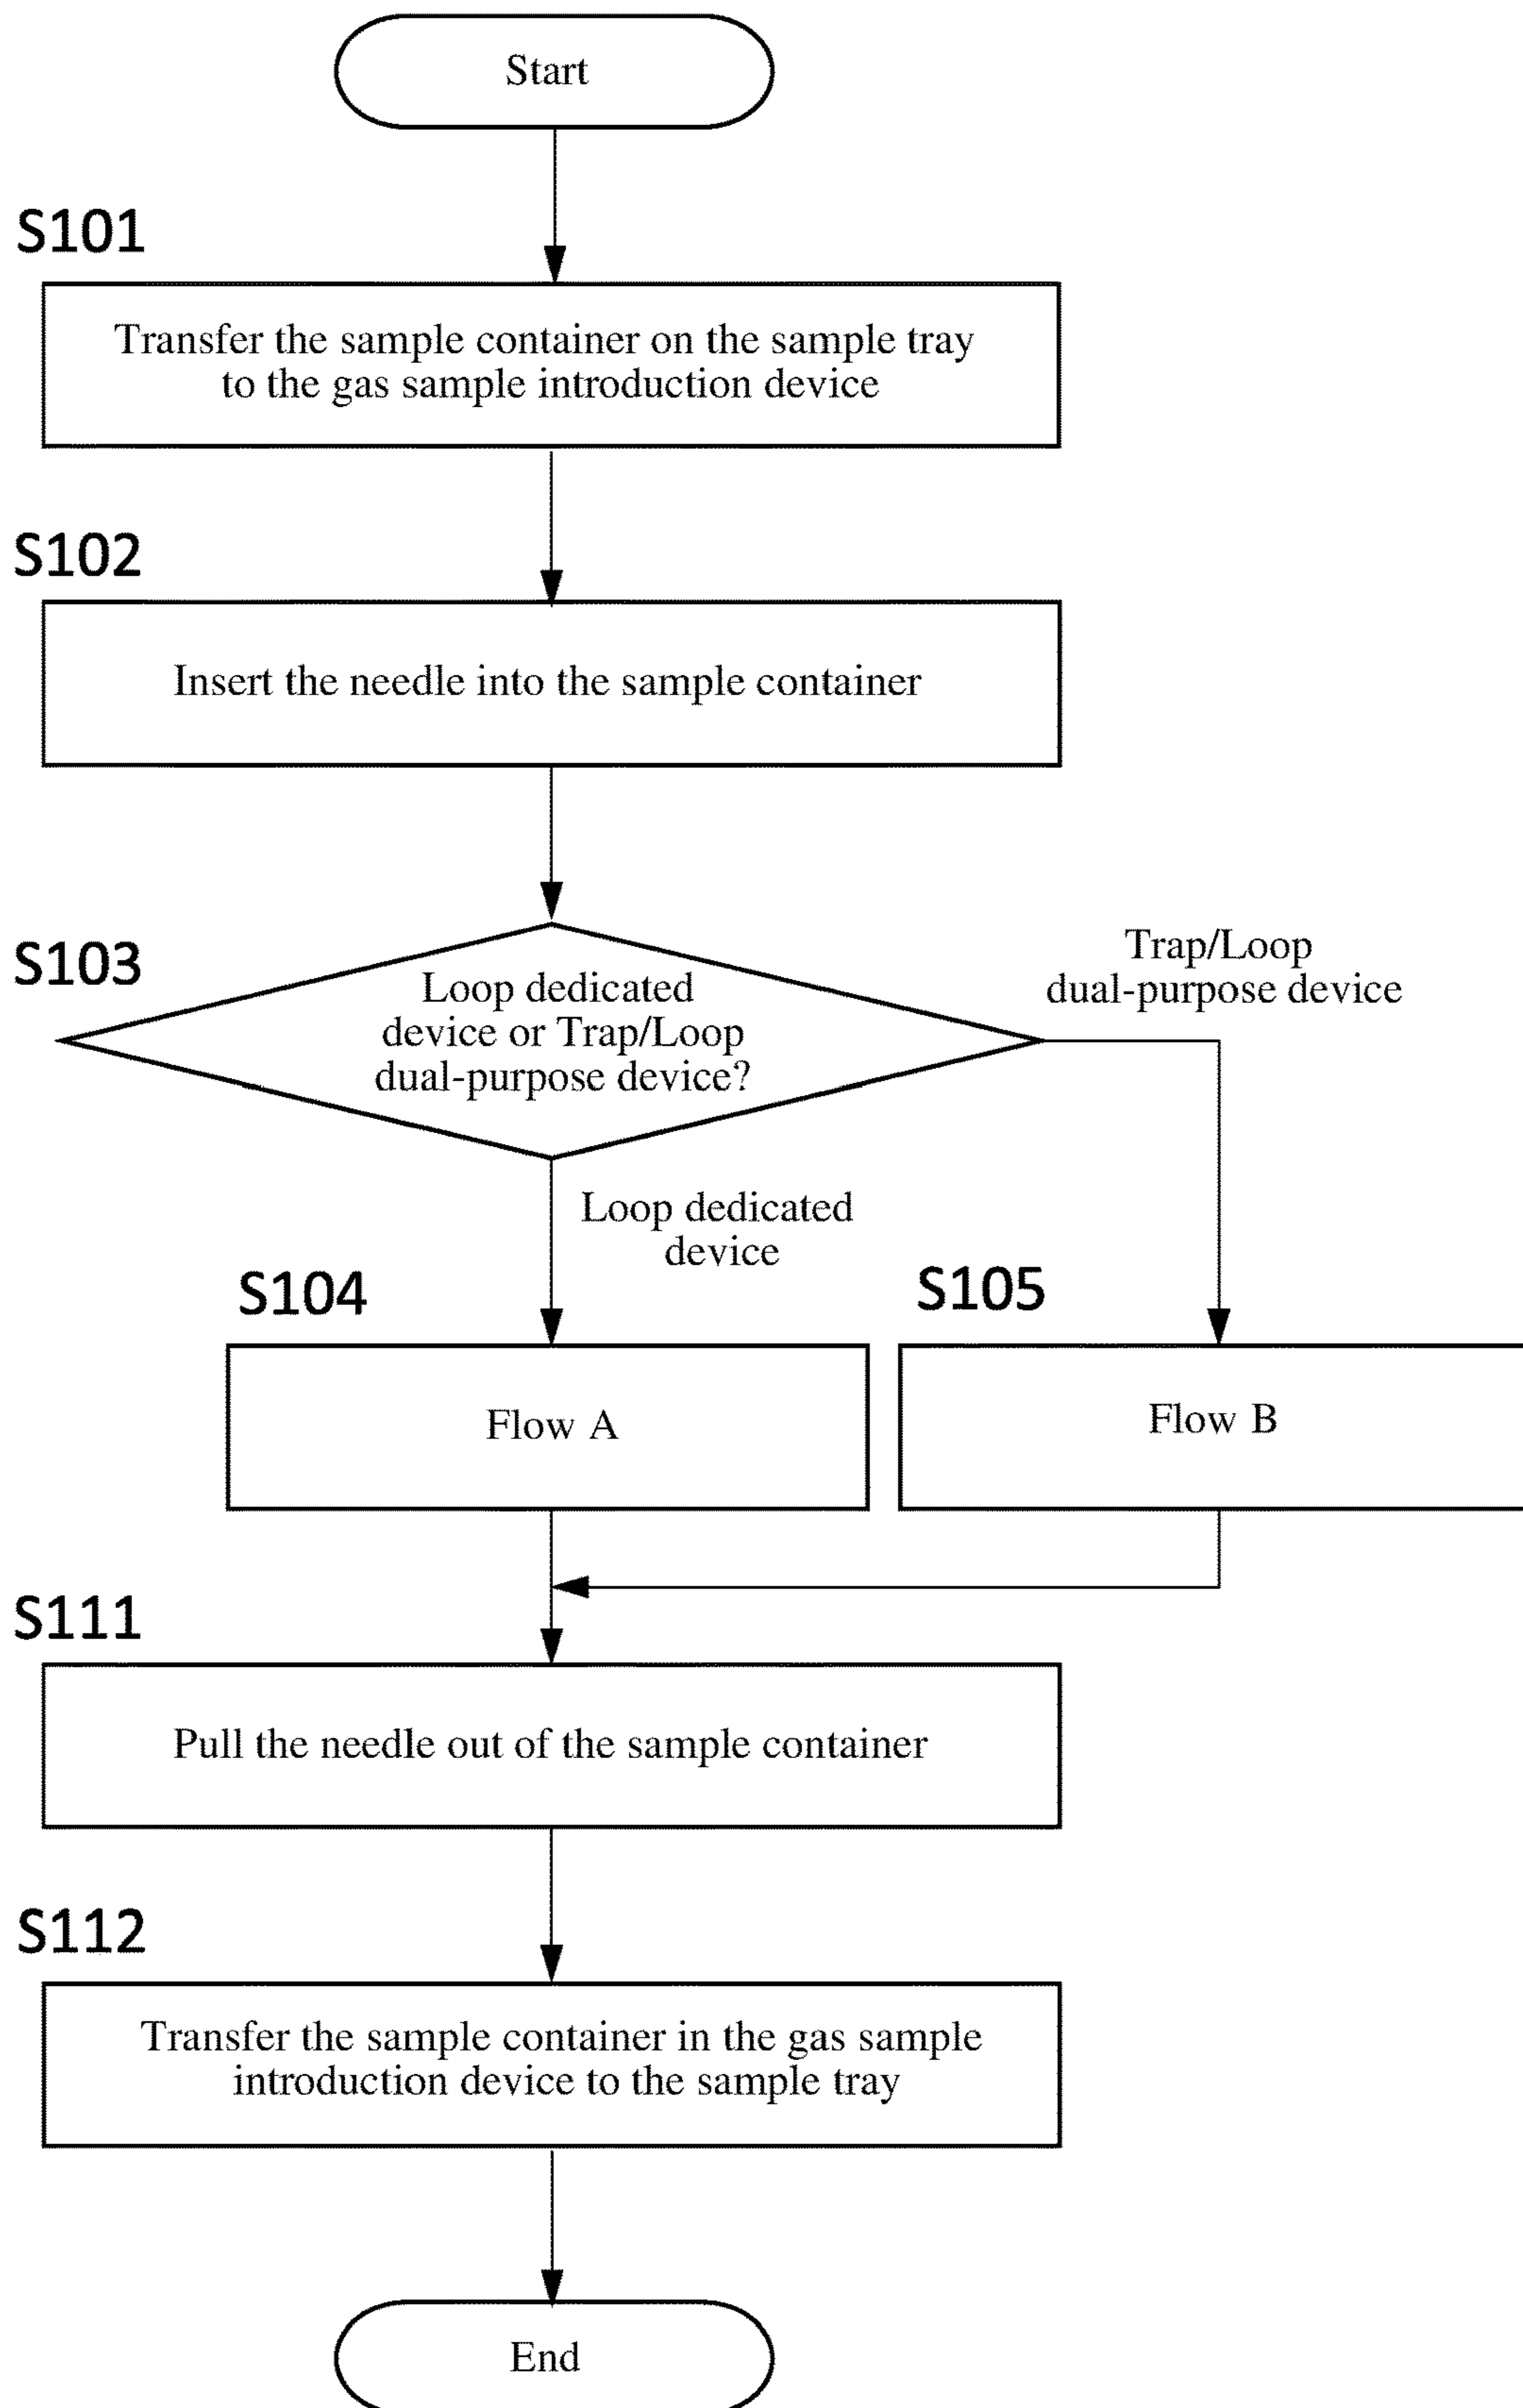 Start
S101
Transfer the sample container on the sample tray
to the gas sample introduction device
S102
Insert the needle into the sample container
S103
Loop dedicated
device or Trap/Loop
dual-purpose device?
Trap/Loop
dual-purpose device
Loop dedicated
device
S104
Flow A
S105
Flow B
S111
Pull the needle out of the sample container
S112
Transfer the sample container in the gas sample
introduction device to the sample tray
End